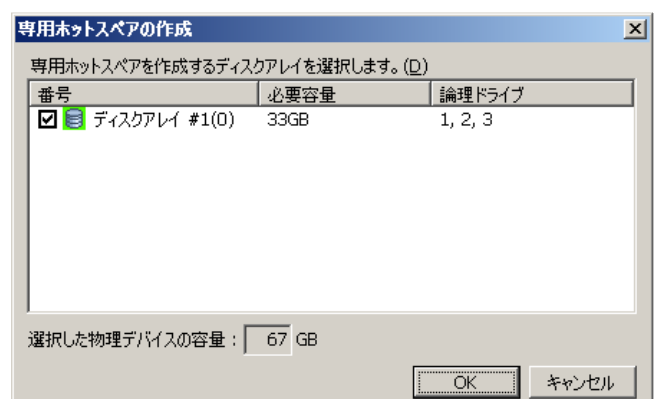 専用ホットスペアの作成
専用ホットスペアを作成するディスクアレイを選択します。(D)
番号 必要容量 論理ドライブ
ディスクアレイ #1(0) 33GB 1, 2, 3
選択した物理デバイスの容量： 67 GB
OK キャンセル